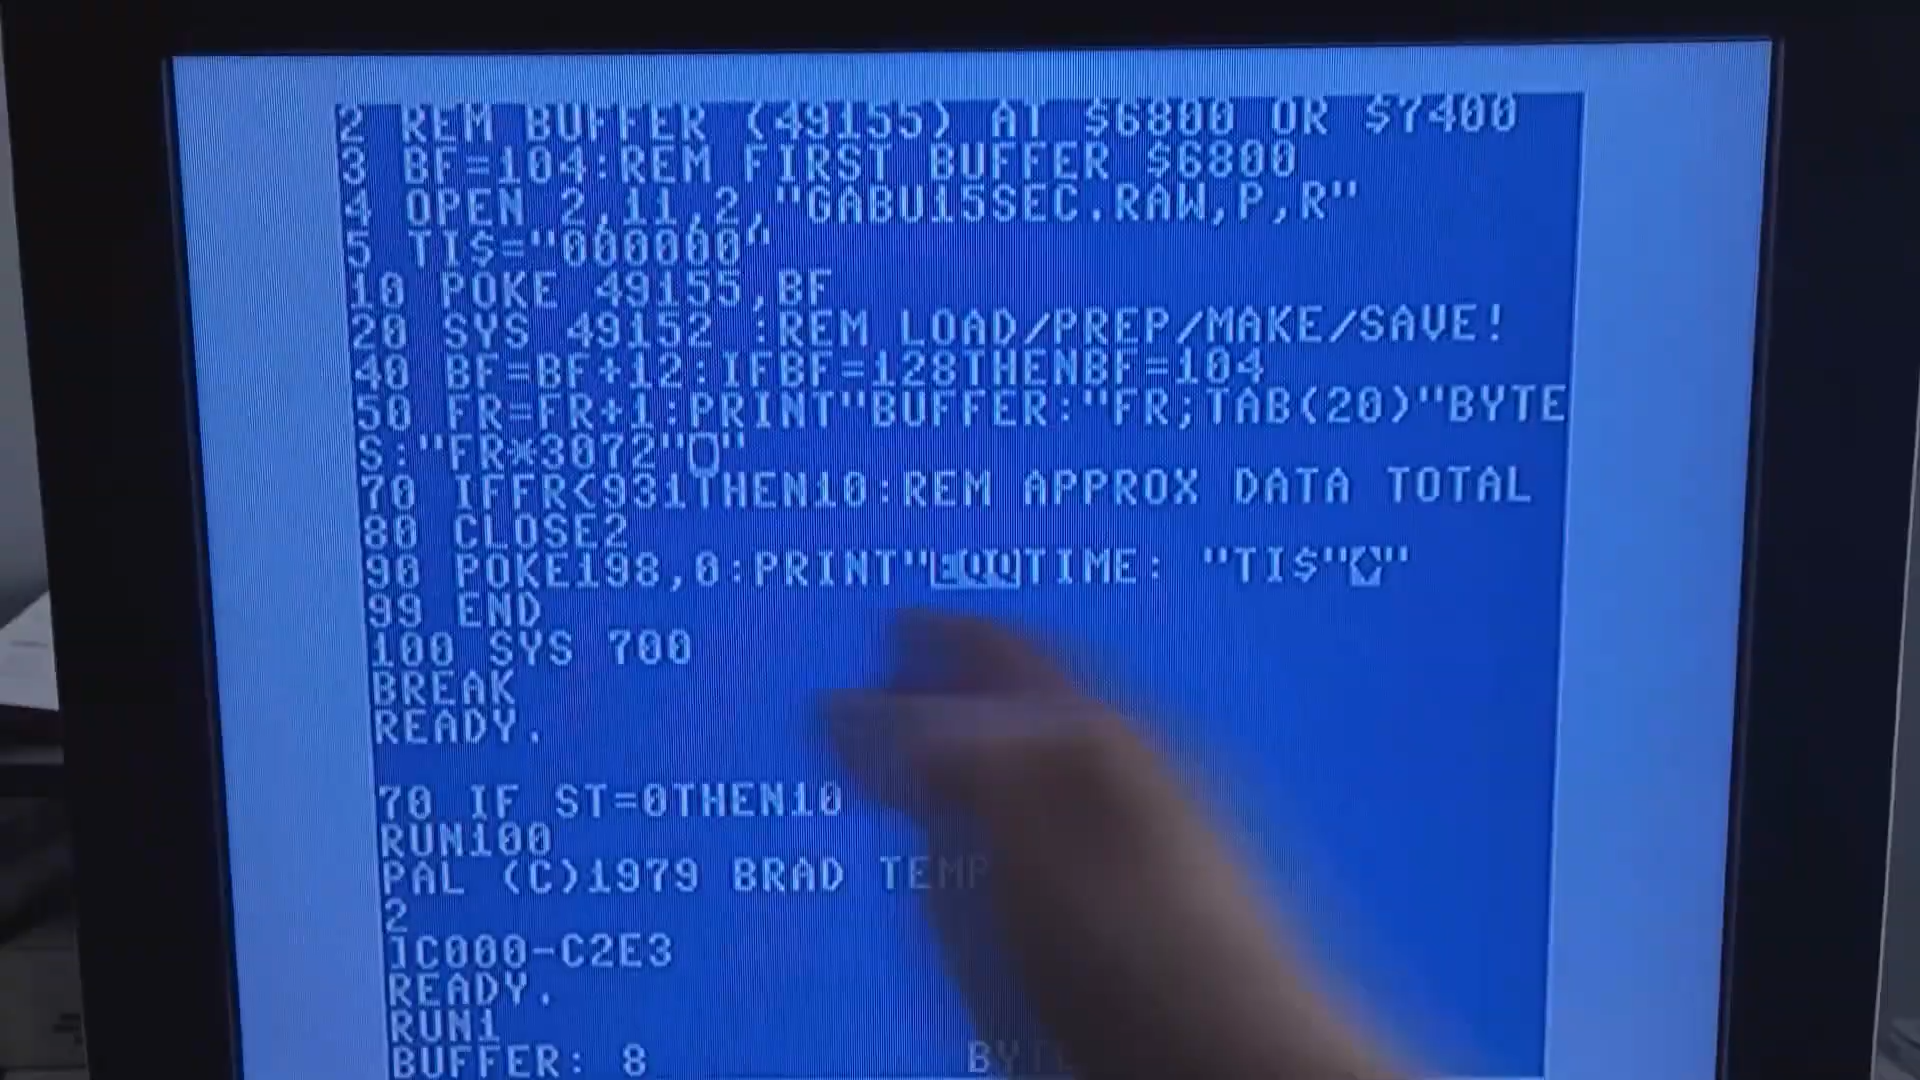 2 REM BUFFER (49155) AT $6800 OR $7400
3 BF=104:REM FIRST BUFFER $6800
4 OPEN 2,11,2,"GABU15SEC.RAW,P,R"
5 TI$="000000"
10 POKE 49155,BF
20 SYS 49152 :REM LOAD/PREP/MAKE/SAVE!
40 BF=BF+12:IFBF=128THENBF=104
50 FR=FR+1:PRINT"BUFFER:"FR;TAB(20)"BYTE
S:"FR*3072""
70 IFFR<931THEN10:REM APPROX DATA TOTAL
80 CLOSE2
90 POKE198,0:PRINT"EQQTIME: "TI$""
99 END
100 SYS 700
BREAK
READY.
70 IF ST=0THEN10
RUN100
PAL (C)1979 BRAD TEMP
2
]C000-C2E3
READY.
RUN1
BUFFER: 8 BYTE